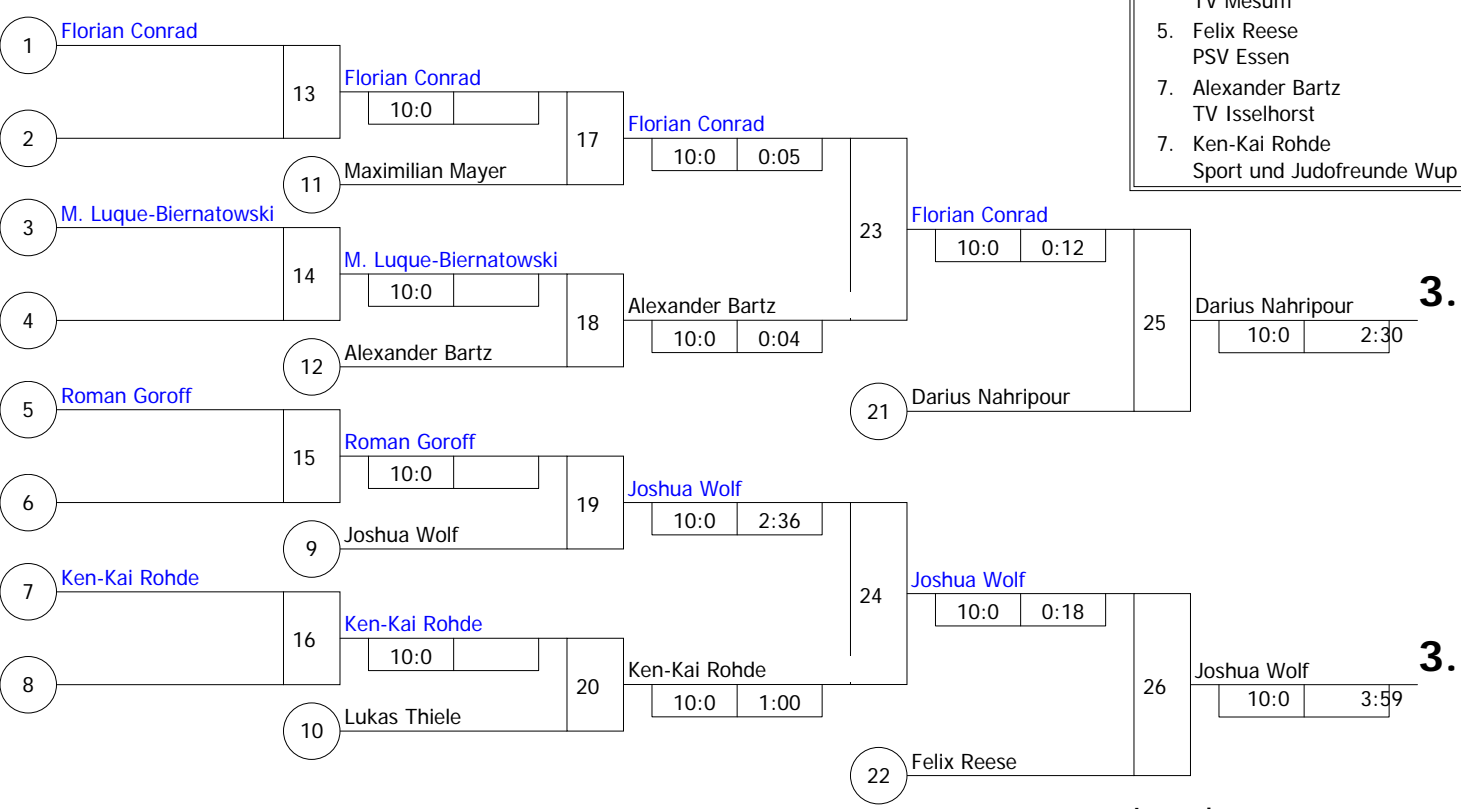 TV Mesum
5. Felix Reese
PSV Essen
7. Alexander Bartz
TV Isselhorst
7. Ken-Kai Rohde
Sport und Judofreunde Wup
1 Florian Conrad
2
13 Florian Conrad
10:0
11 Maximilian Mayer
17 Florian Conrad
10:0 0:05
3 M. Luque-Biernatowski
4
14 M. Luque-Biernatowski
10:0
12 Alexander Bartz
18 Alexander Bartz
10:0 0:04
23 Florian Conrad
10:0 0:12
21 Darius Nahripour
25 Darius Nahripour 3.
10:0 2:30
5 Roman Goroff
6
15 Roman Goroff
10:0
9 Joshua Wolf
19 Joshua Wolf
10:0 2:36
7 Ken-Kai Rohde
8
16 Ken-Kai Rohde
10:0
10 Lukas Thiele
20 Ken-Kai Rohde
10:0 1:00
24 Joshua Wolf
10:0 0:18
22 Felix Reese
26 Joshua Wolf 3.
10:0 3:59